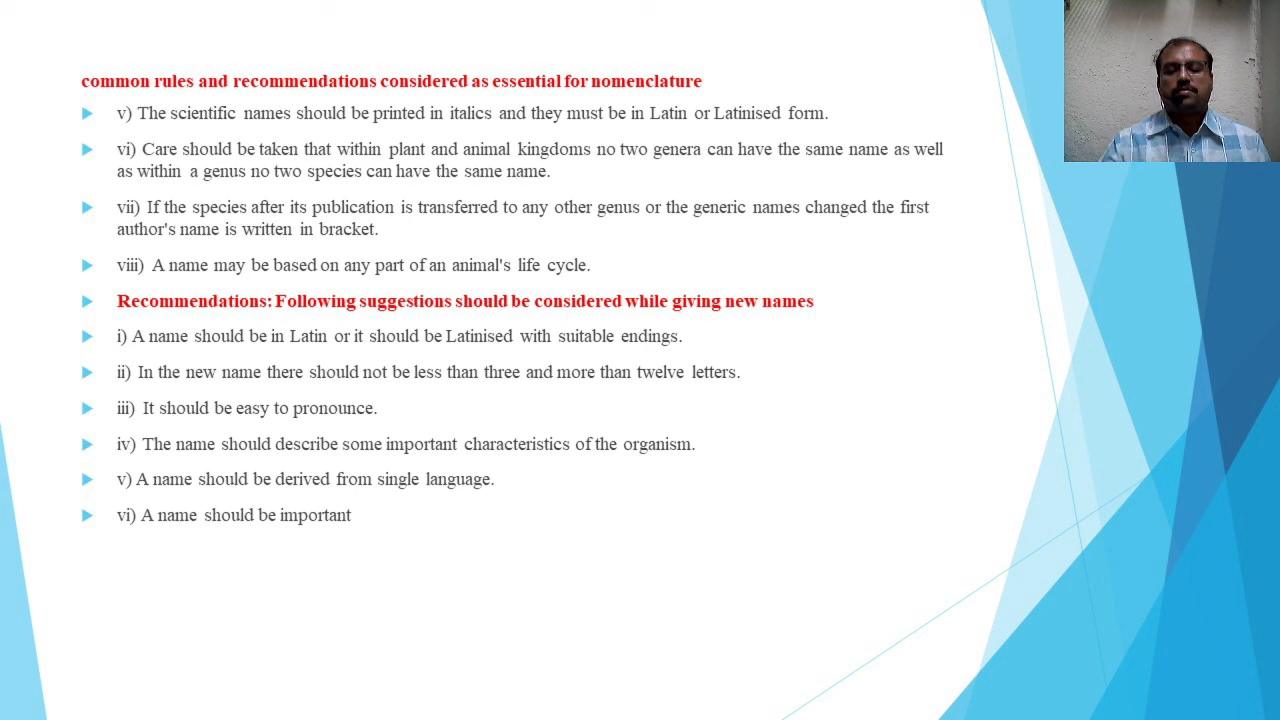 common rules and recommendations considered as essential for nomenclature
v) The scientific names should be printed in italics and they must be in Latin or Latinised form.
vi) Care should be taken that within plant and animal kingdoms no two genera can have the same name as well
as within a genus no two species can have the same name.
vii) If the species after its publication is transferred to any other genus or the generic names changed the first
author's name is written in bracket.
viii) A name may be based on any part of an animal's life cycle.
Recommendations: Following suggestions should be considered while giving new names
i) A name should be in Latin or it should be Latinised with suitable endings.
ii) In the new name there should not be less than three and more than twelve letters.
iii) It should be easy to pronounce.
iv) The name should describe some important characteristics of the organism.
v) A name should be derived from single language.
vi) A name should be important